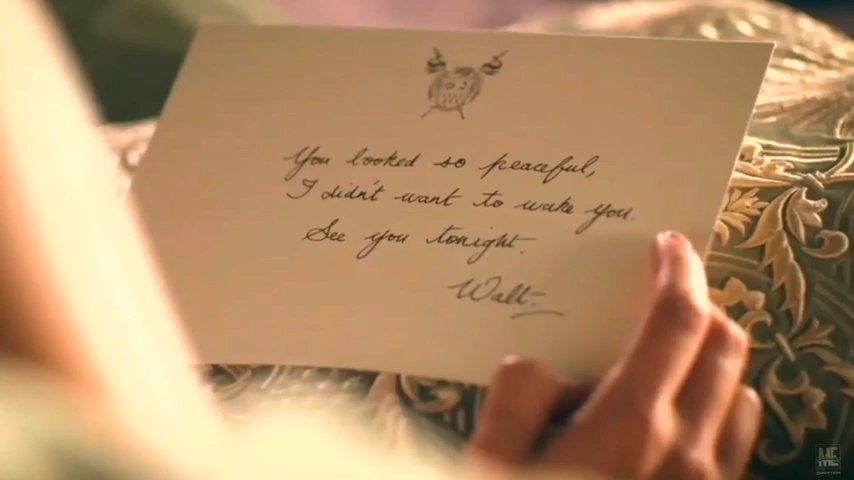 You looked so peaceful,
I didn't want to wake you.
See you tonight.
Walt.